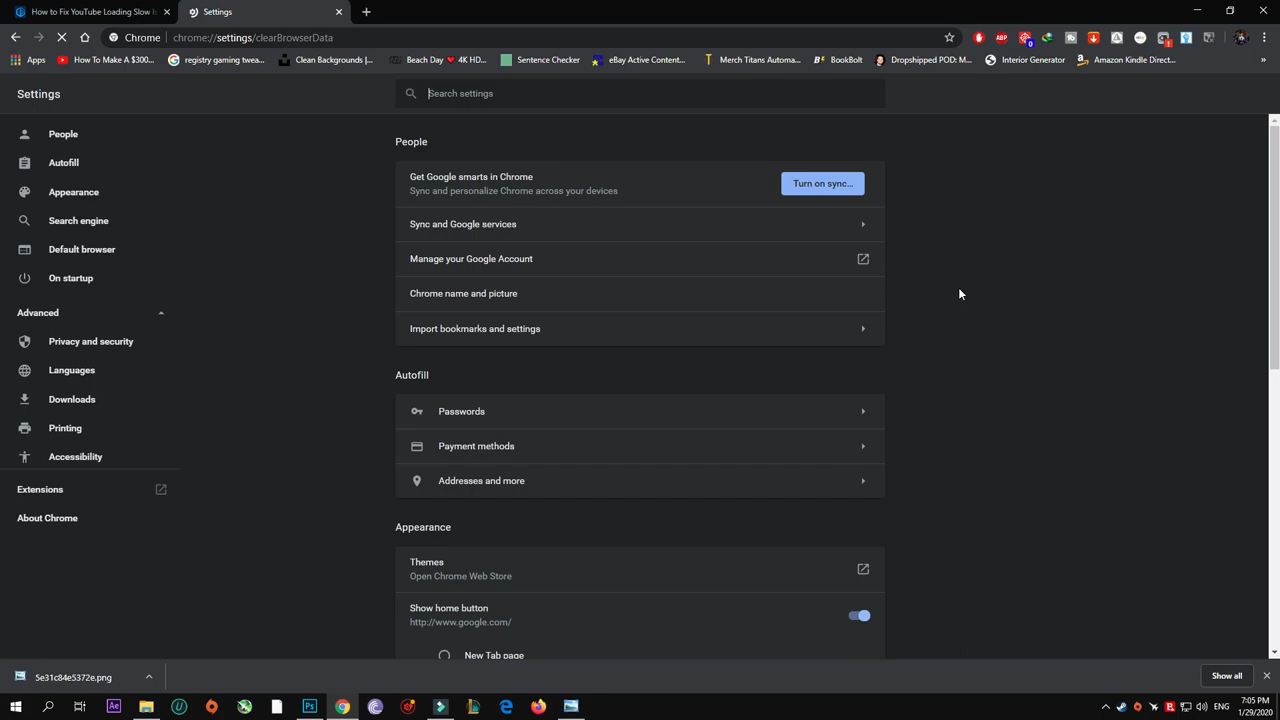 How to Fix YouTube Loading Slow Is
Settings
Chrome
chrome://settings/clearBrowserData
Apps
How To Make A $300...
registry gaming twea...
Clean Backgrounds |...
Beach Day ❤ 4K HD...
Sentence Checker
eBay Active Content...
Merch Titans Automa...
BookBolt
Dropshipped POD: M...
Interior Generator
Amazon Kindle Direct...
Settings
Search settings
People
Autofill
Appearance
Search engine
Default browser
On startup
Advanced
Privacy and security
Languages
Downloads
Printing
Accessibility
Extensions
About Chrome
People
Get Google smarts in Chrome
Sync and personalize Chrome across your devices
Turn on sync...
Sync and Google services
Manage your Google Account
Chrome name and picture
Import bookmarks and settings
Autofill
Passwords
Payment methods
Addresses and more
Appearance
Themes
Open Chrome Web Store
Show home button
http://www.google.com/
New Tab page
5e31c84e5372e.png
Show all
ENG
7:05 PM
1/29/2020